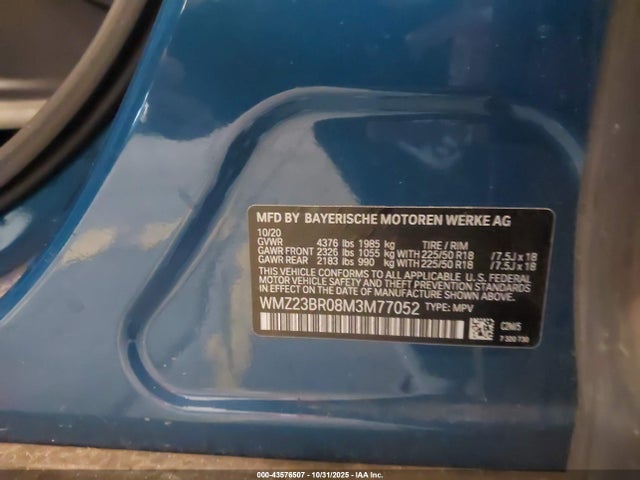 MFD BY BAYERISCHE MOTOREN WERKE AG
10/20
GVWR 4376 lbs 1985 kg TIRE / RIM
GAWR FRONT 2326 lbs 1055 kg WITH 225/50 R18 /7.5J x 18
GAWR REAR 2183 lbs 990 kg WITH 225/50 R18 /7.5J x 18
THIS VEHICLE CONFORMS TO ALL APPLICABLE U.S. FEDERAL
MOTOR VEHICLE SAFETY STANDARDS IN EFFECT ON
THE DATE OF MANUFACTURE SHOWN ABOVE.
WMZ23BR08M3M77052 TYPE: MPV
7 320 730
000-43576507 - 10/31/2025 - IAA Inc.